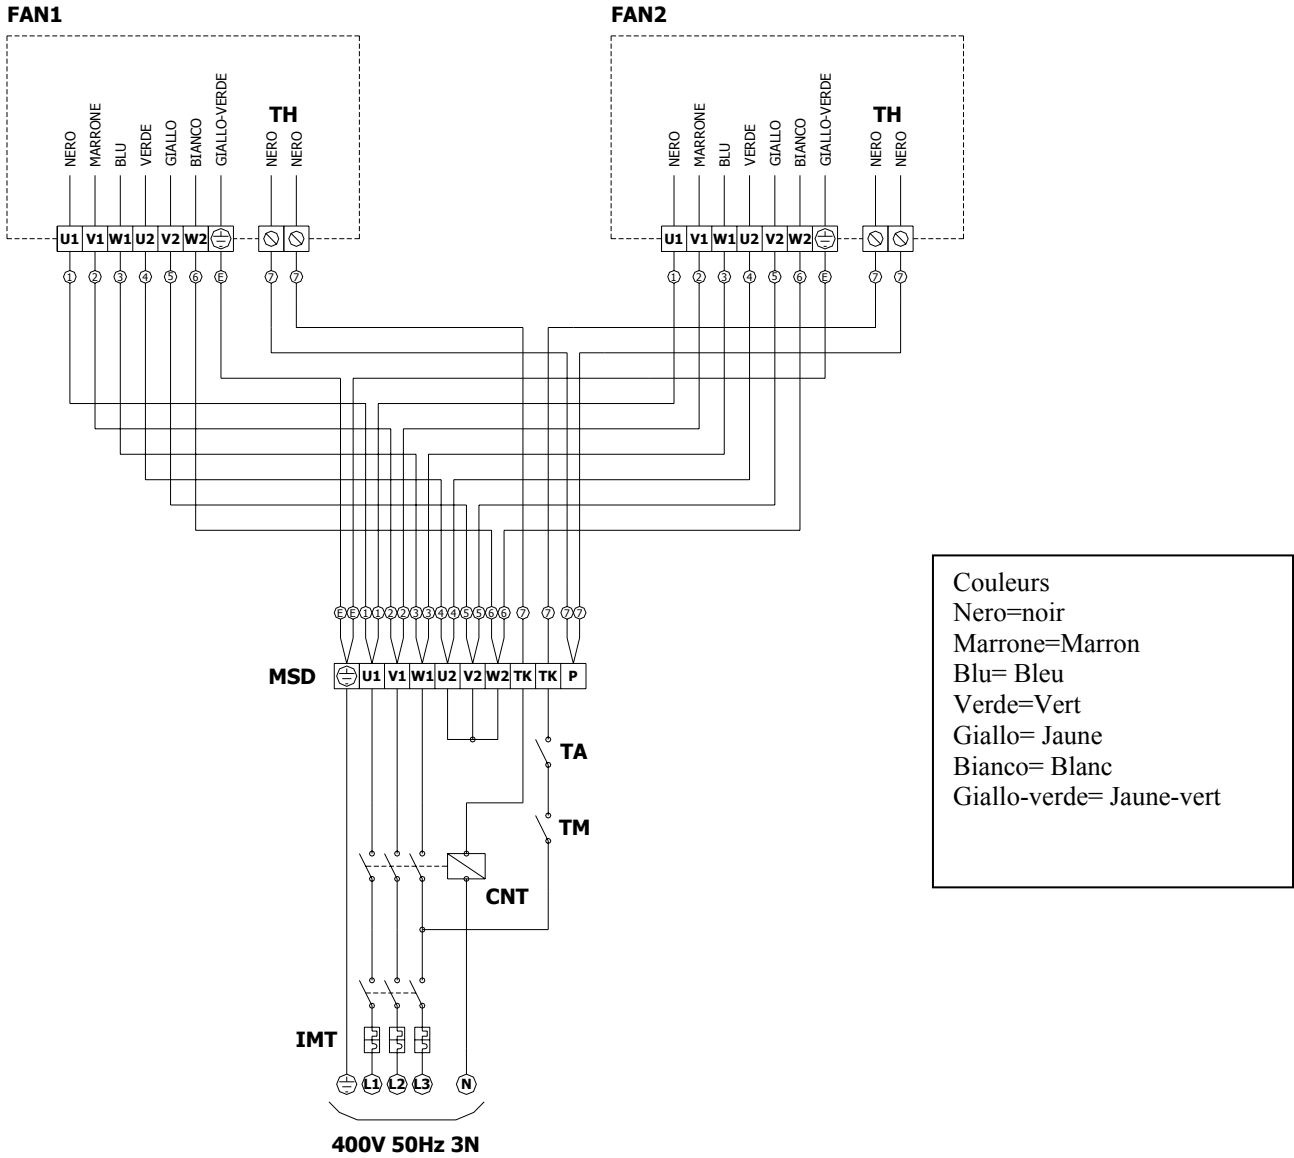 FAN1 FAN2
NERO MARRONE BLU VERDE GIALLO BIANCO GIALLO-VERDE TH NERO NERO
NERO MARRONE BLU VERDE GIALLO BIANCO GIALLO-VERDE TH NERO NERO
U1 V1 W1 U2 V2 W2
U1 V1 W1 U2 V2 W2
1 2 3 4 5 6 E 7 7
1 2 3 4 5 6 E 7 7
E E 1 1 2 2 3 3 4 4 5 5 6 6 7 7 7 7
MSD U1 V1 W1 U2 V2 W2 TK TK P
TA
TM
CNT
IMT
L1 L2 L3 N
400V 50Hz 3N
Couleurs
Nero=noir
Marrone=Marron
Blu= Bleu
Verde=Vert
Giallo= Jaune
Bianco= Blanc
Giallo-verde= Jaune-vert